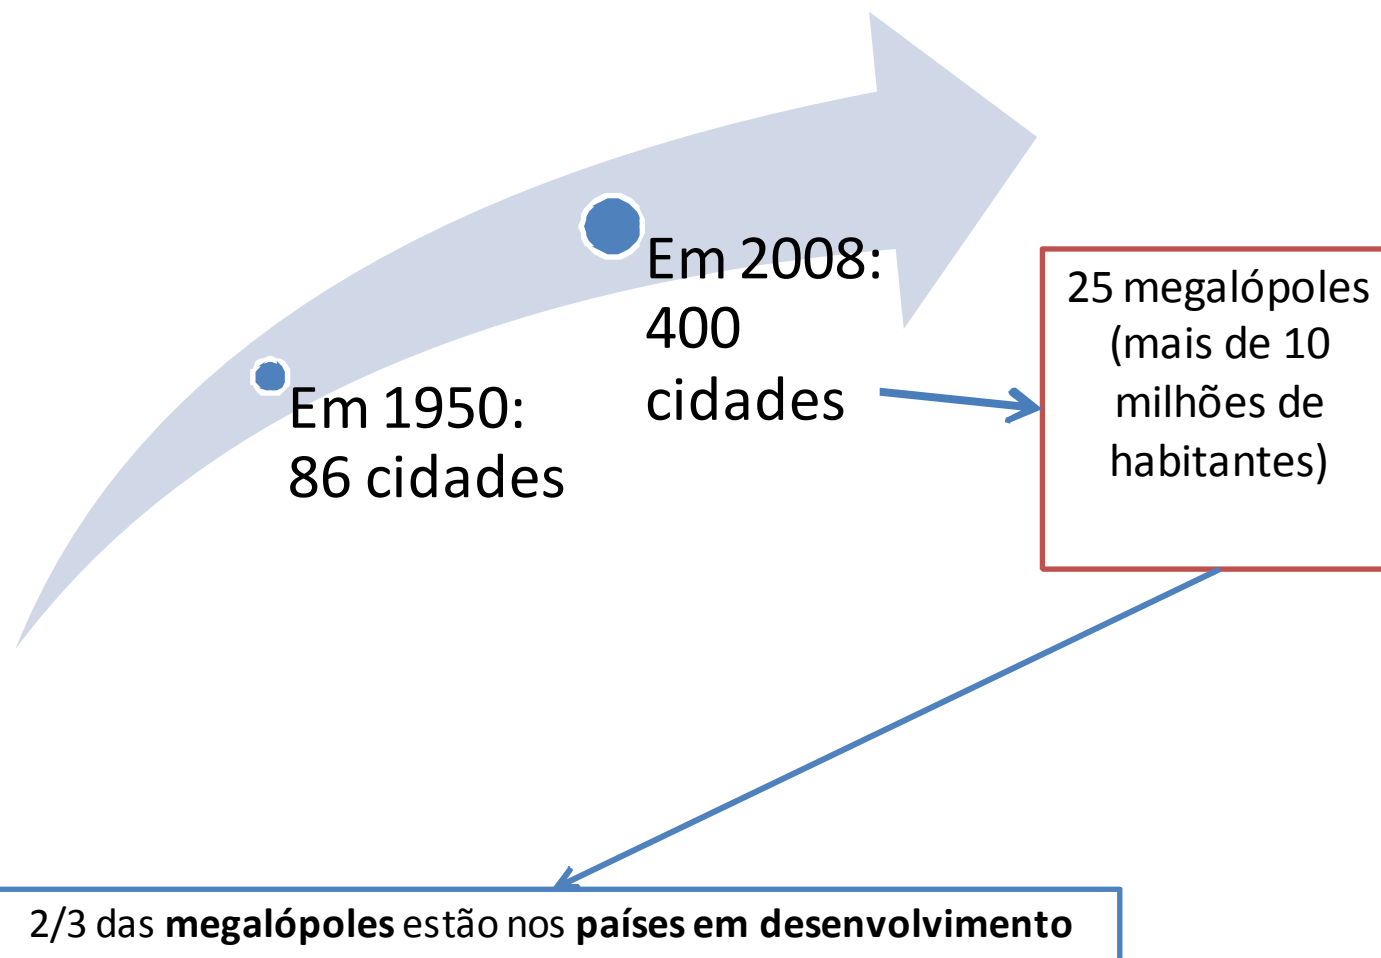 Em 2008:
400
cidades
Em 1950:
86 cidades
25 megalópoles
(mais de 10
milhões de
habitantes)
2/3 das megalópoles estão nos países em desenvolvimento